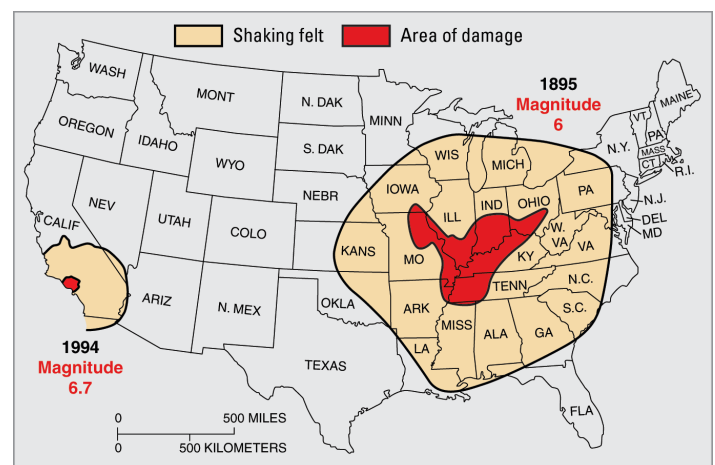 Shaking felt
Area of damage
1895
Magnitude
6
WASH
MONT
N. DAK
MINN
MAINE
VT
PA
OREGON
IDAHO
S. DAK
WIS
MICH
N.Y.
MASS
CT
R.I.
WYO
NEBR
IOWA
ILL
IND
OHIO
PA
N.J.
DEL
MD
CALIF
NEV
UTAH
COLO
KANS
MO
KY
W.
VA
VA
ARIZ
N. MEX
OKLA
ARK
TENN
N.C.
S.C.
MISS
ALA
GA
LA
TEXAS
FLA
1994
Magnitude
6.7
0
500 MILES
0
500 KILOMETERS